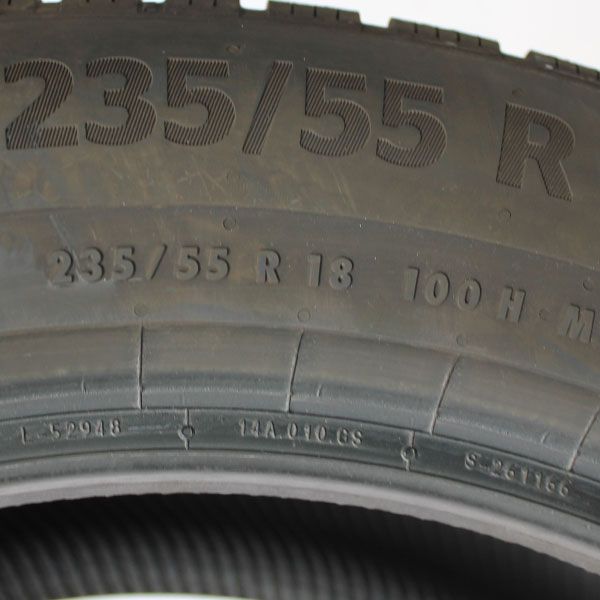 235/55 R
235/55 R 18 100 H M
L-52948 14A.010.GS S-261166